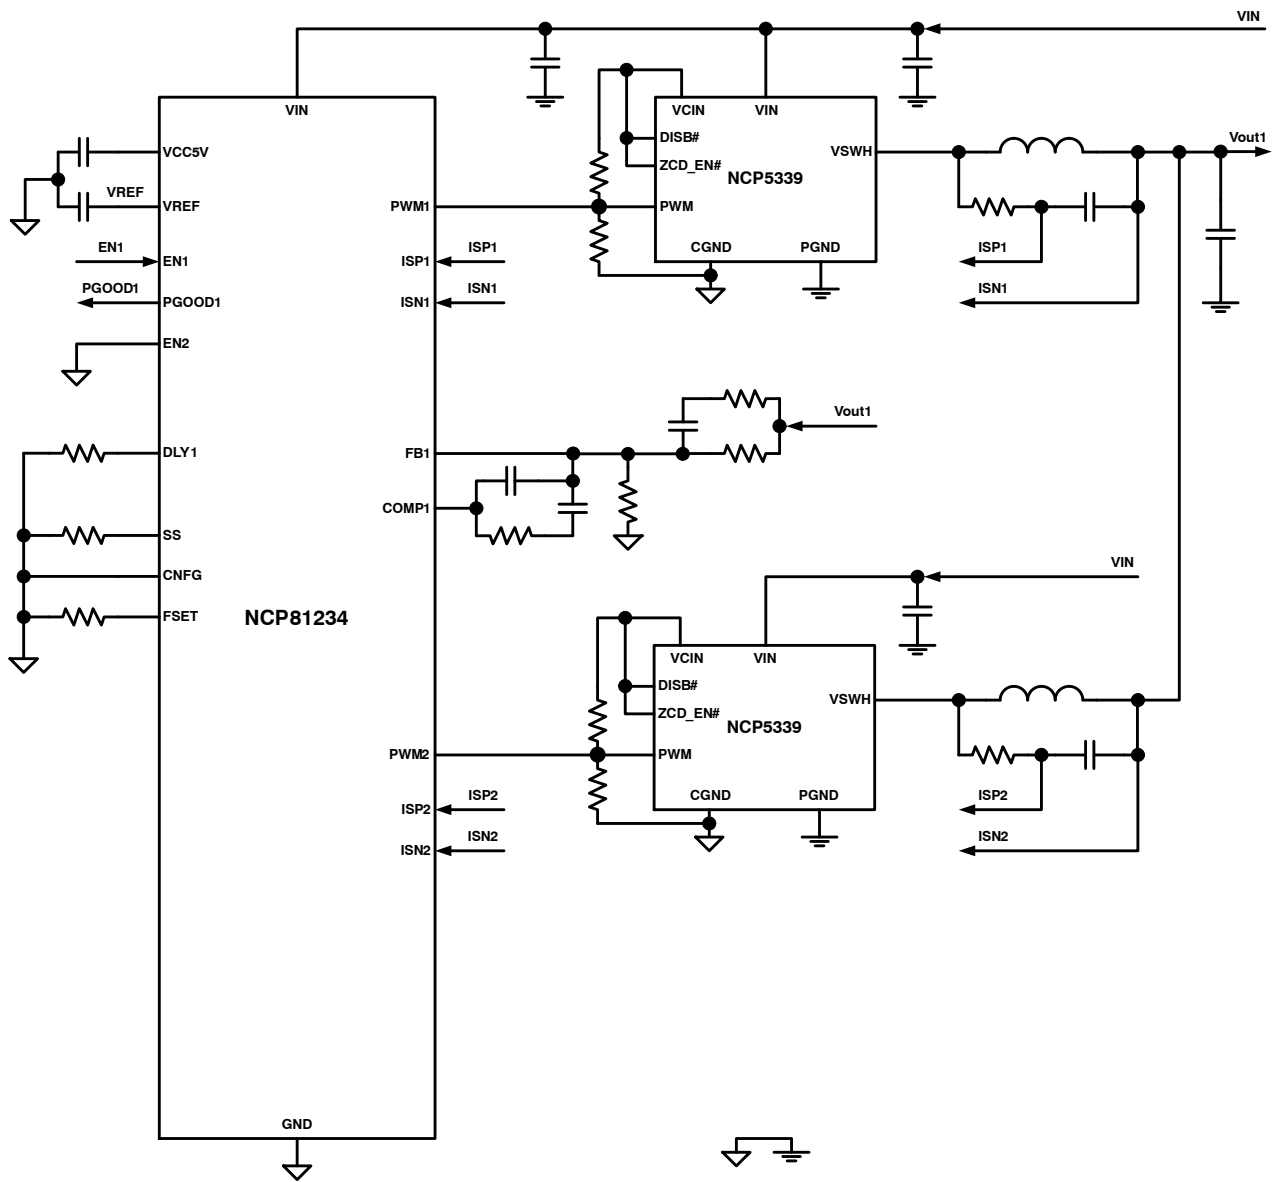 VIN
VIN
VCC5V
VREF
VREF
EN1
EN1
PGOOD1
PGOOD1
EN2
DLY1
SS
CNFG
FSET
NCP81234
GND
PWM1
ISP1
ISP1
ISN1
ISN1
FB1
COMP1
PWM2
ISP2
ISP2
ISN2
ISN2
VCIN
VIN
DISB#
ZCD_EN#
VSWH
NCP5339
PWM
CGND
PGND
Vout1
ISP1
ISN1
Vout1
VIN
VCIN
VIN
DISB#
ZCD_EN#
VSWH
NCP5339
PWM
CGND
PGND
ISP2
ISN2